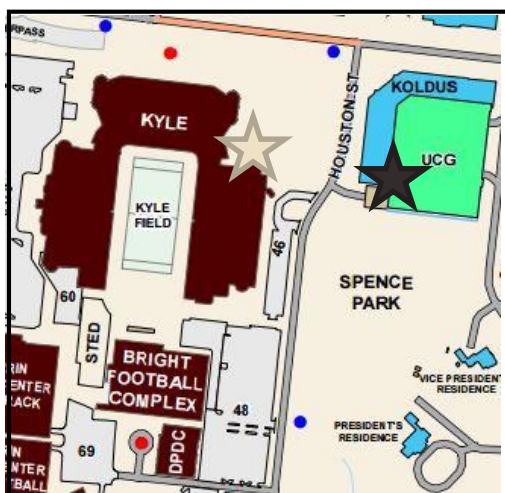 RPASS
KYLE
KOLDUS
HOUSTON ST
UCG
KYLE
FIELD
46
60
SPENCE
PARK
STED
BRIGHT
FOOTBALL
COMPLEX
RIN
ENTER
RACK
VICE PRESIDENT
RESIDENCE
48
PRESIDENT'S
RESIDENCE
69
DPDC
IN
ENTER
TBALL